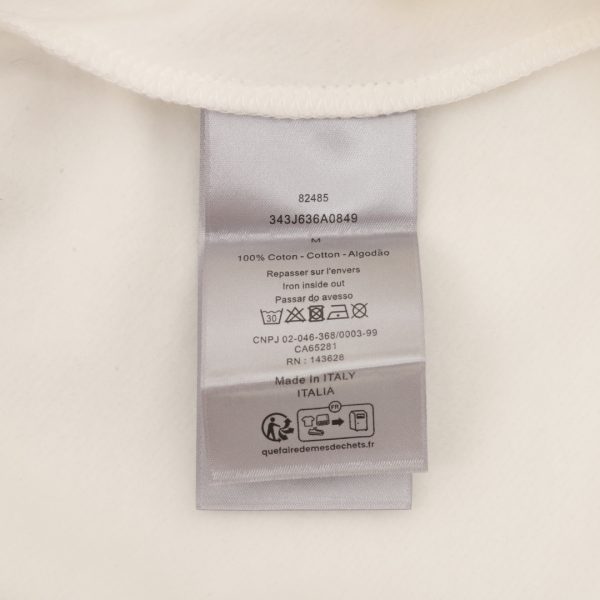 82485
343J636A0849
M
100% Coton - Cotton - Algodão
Repasser sur l'envers
Iron inside out
Passar do avesso
30
CNPJ 02-046-368/0003-99
CA65281
RN : 143628
Made in ITALY
ITALIA
FR
quefairedemesdechets.fr